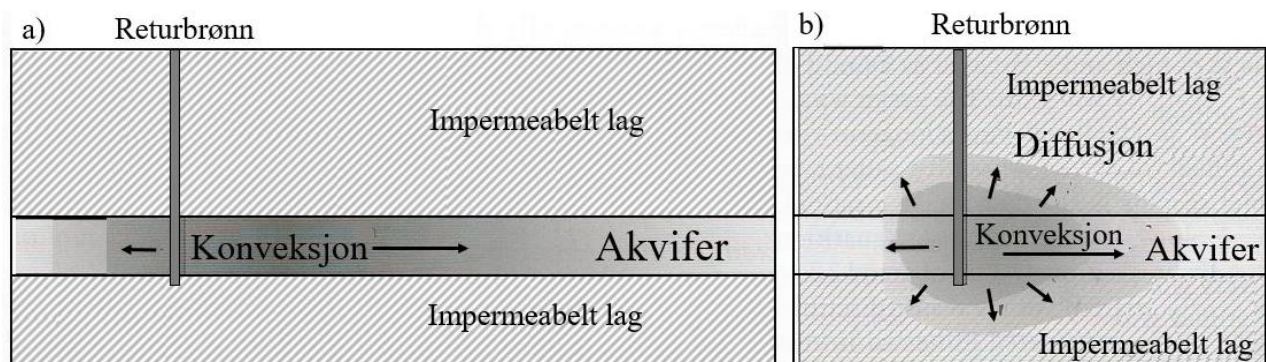 a)
Returbrønn
Impermeabelt lag
Konveksjon
Akvifer
Impermeabelt lag
b)
Returbrønn
Impermeabelt lag
Diffusjon
Konveksjon
Akvifer
Impermeabelt lag